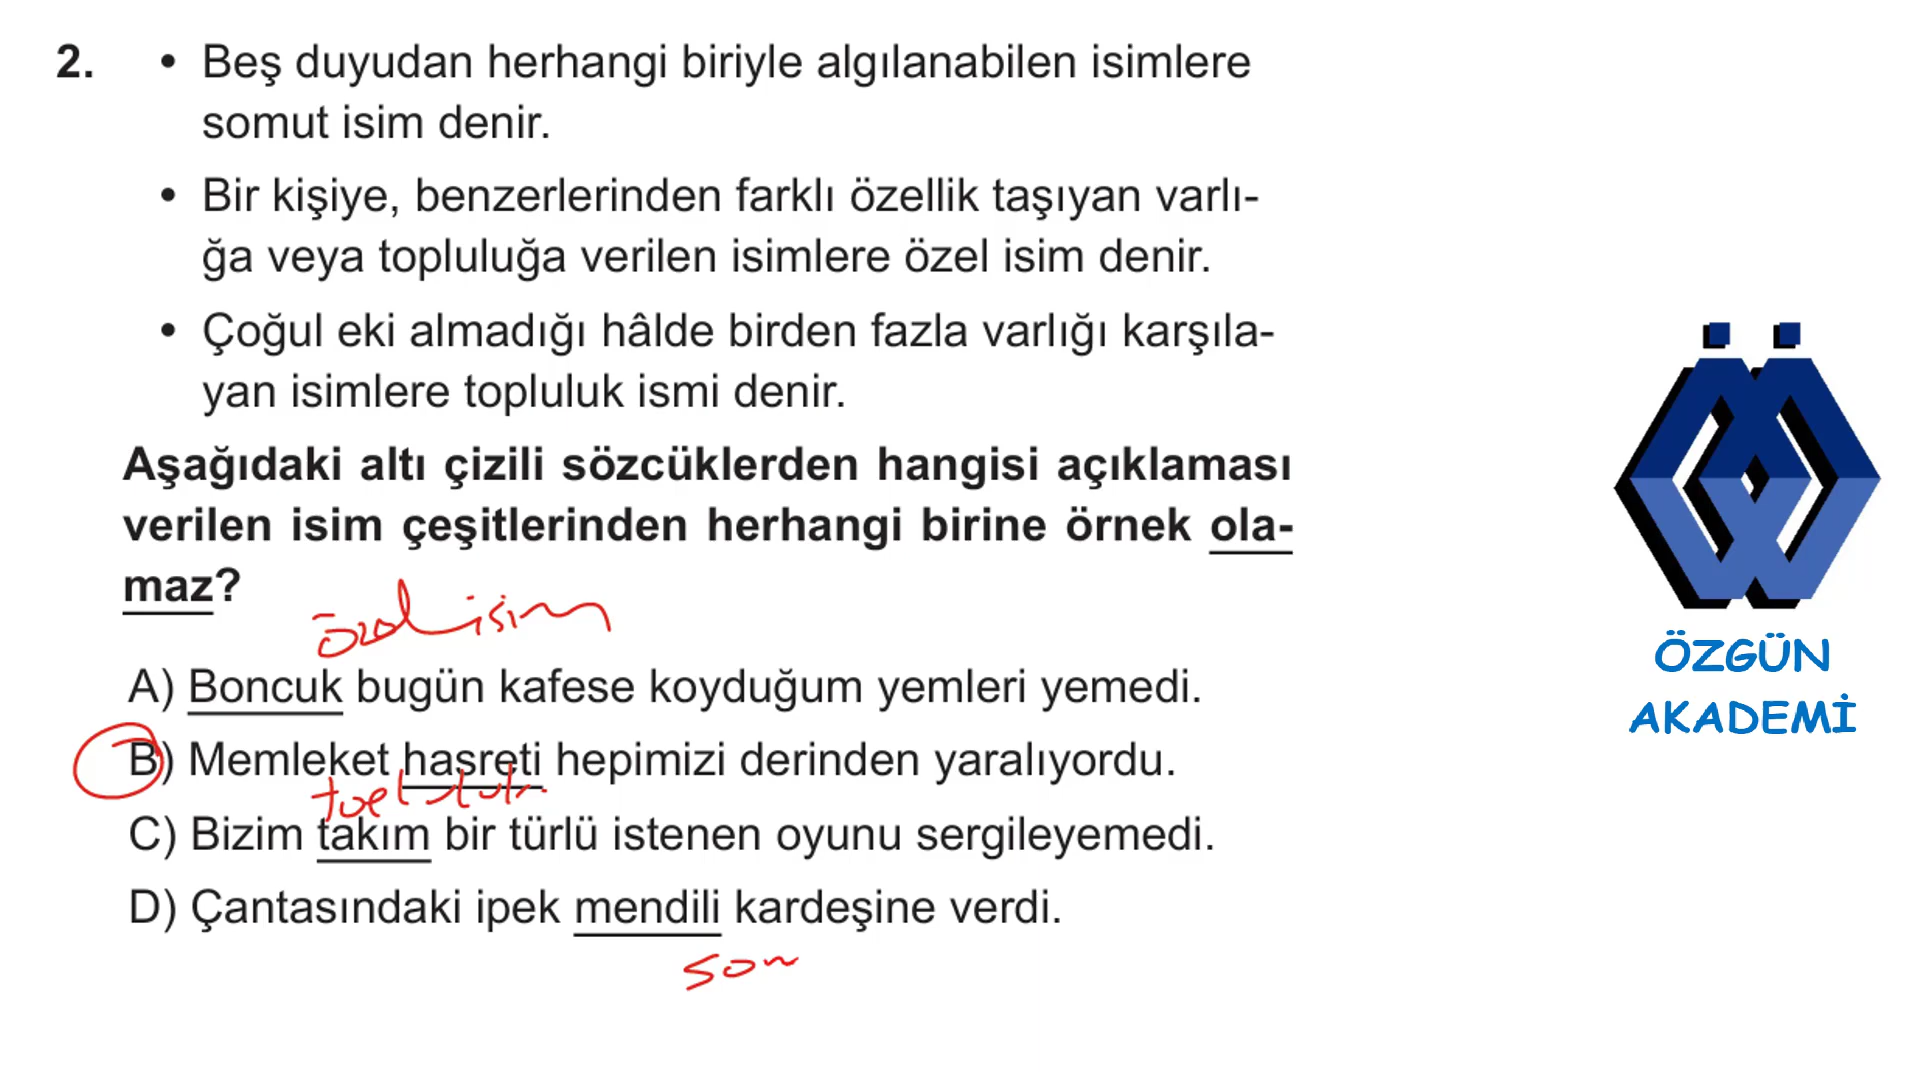 2. • Beş duyudan herhangi biriyle algılanabilen isimlere
somut isim denir.
• Bir kişiye, benzerlerinden farklı özellik taşıyan varlı-
ğa veya topluluğa verilen isimlere özel isim denir.
• Çoğul eki almadığı hâlde birden fazla varlığı karşıla-
yan isimlere topluluk ismi denir.
Aşağıdaki altı çizili sözcüklerden hangisi açıklaması
verilen isim çeşitlerinden herhangi birine örnek ola-
maz?
özel isim
A) Boncuk bugün kafese koyduğum yemleri yemedi.
B) Memleket hasreti hepimizi derinden yaralıyordu.
C) Bizim takım bir türlü istenen oyunu sergileyemedi.
D) Çantasındaki ipek mendili kardeşine verdi.
ÖZGÜN
AKADEMİ